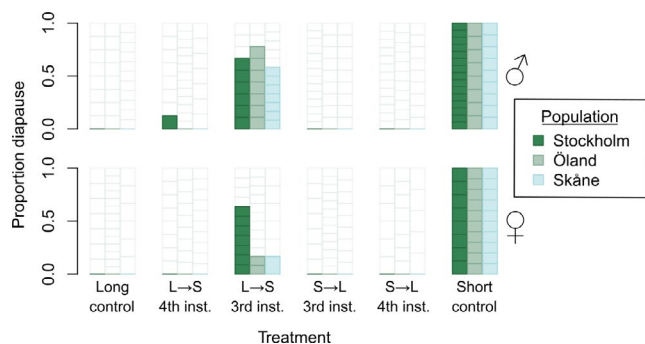 1.0
0.5
0.0
♂
Population
Stockholm
Öland
Skåne
Proportion diapause
1.0
0.5
0.0
♀
Long control
L→S 4th inst.
L→S 3rd inst.
S→L 3rd inst.
S→L 4th inst.
Short control
Treatment